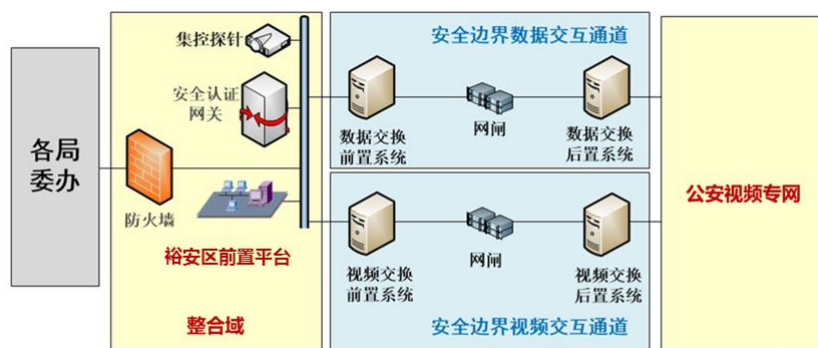 各局
委办
防火墙
集控探针
安全认证
网关
裕安区前置平台
整合域
安全边界数据交互通道
数据交换
前置系统
网闸
数据交换
后置系统
视频交换
前置系统
网闸
视频交换
后置系统
安全边界视频交互通道
公安视频专网